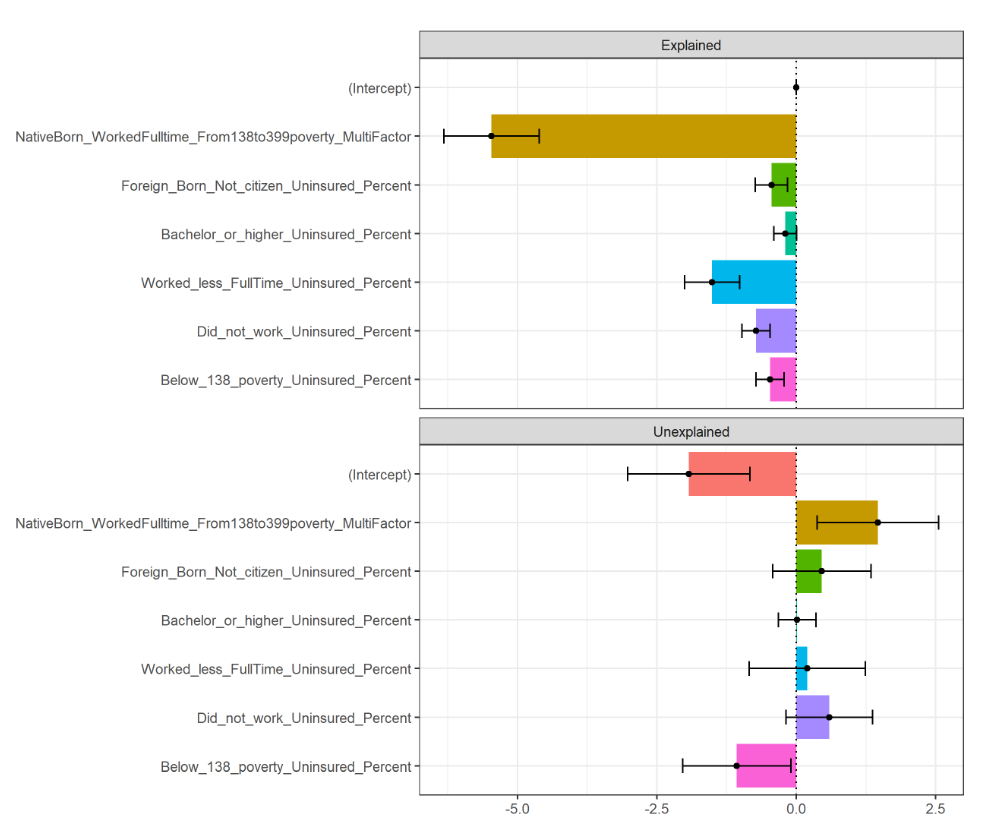 Explained
(Intercept)
NativeBorn_WorkedFulltime_From138to399poverty_MultiFactor
Foreign_Born_Not_citizen_Uninsured_Percent
Bachelor_or_higher_Uninsured_Percent
Worked_less_FullTime_Uninsured_Percent
Did_not_work_Uninsured_Percent
Below_138_poverty_Uninsured_Percent
Unexplained
(Intercept)
NativeBorn_WorkedFulltime_From138to399poverty_MultiFactor
Foreign_Born_Not_citizen_Uninsured_Percent
Bachelor_or_higher_Uninsured_Percent
Worked_less_FullTime_Uninsured_Percent
Did_not_work_Uninsured_Percent
Below_138_poverty_Uninsured_Percent
-5.0 -2.5 0.0 2.5